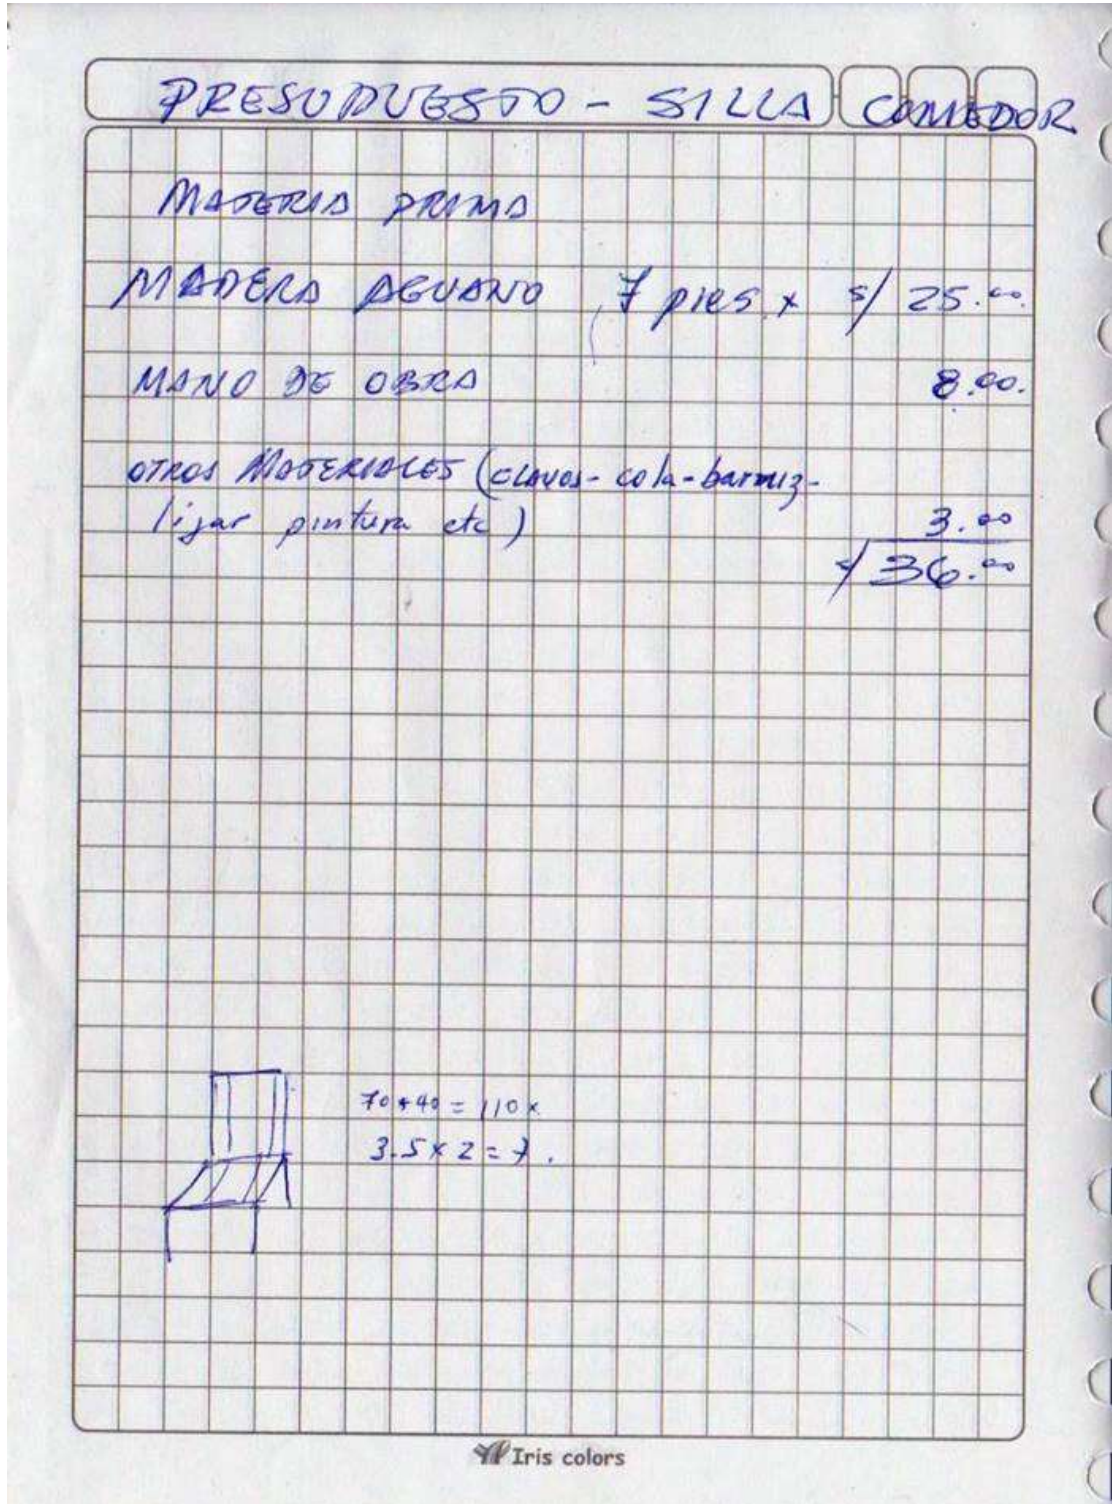 PRESUPUESTO - SILLA COMEDOR
MATERIA PRIMA
MADERA AGUANO 7 pies x s/ 25.00
MANO DE OBRA 8.00.
OTROS MATERIALES (CLAVOS - cola - barniz -
lijar pintura etc) 3.00
s/ 36.00
70+40 = 110 x
3.5 x 2 = 7.
Iris colors